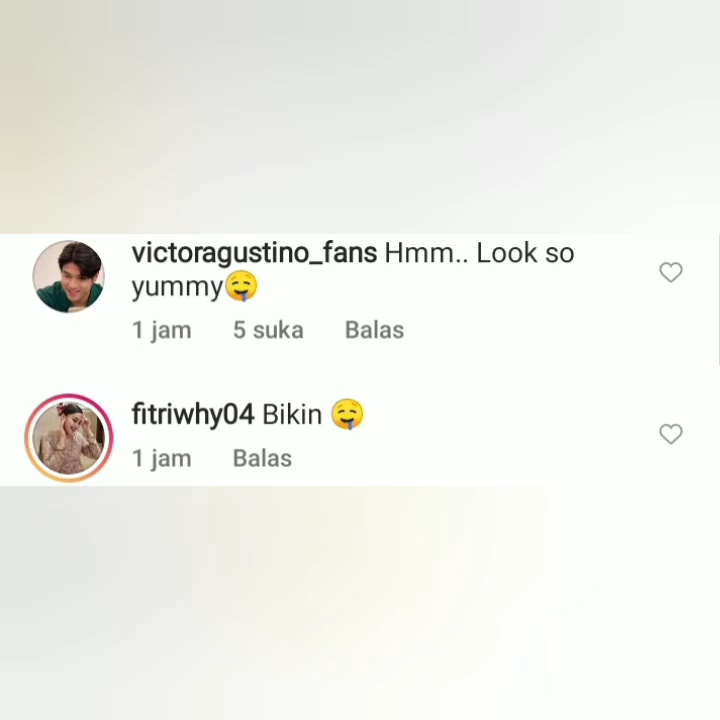 victoragustino_fans Hmm.. Look so
yummy🤤
1 jam 5 suka Balas
fitriwhy04 Bikin 🤤
1 jam Balas